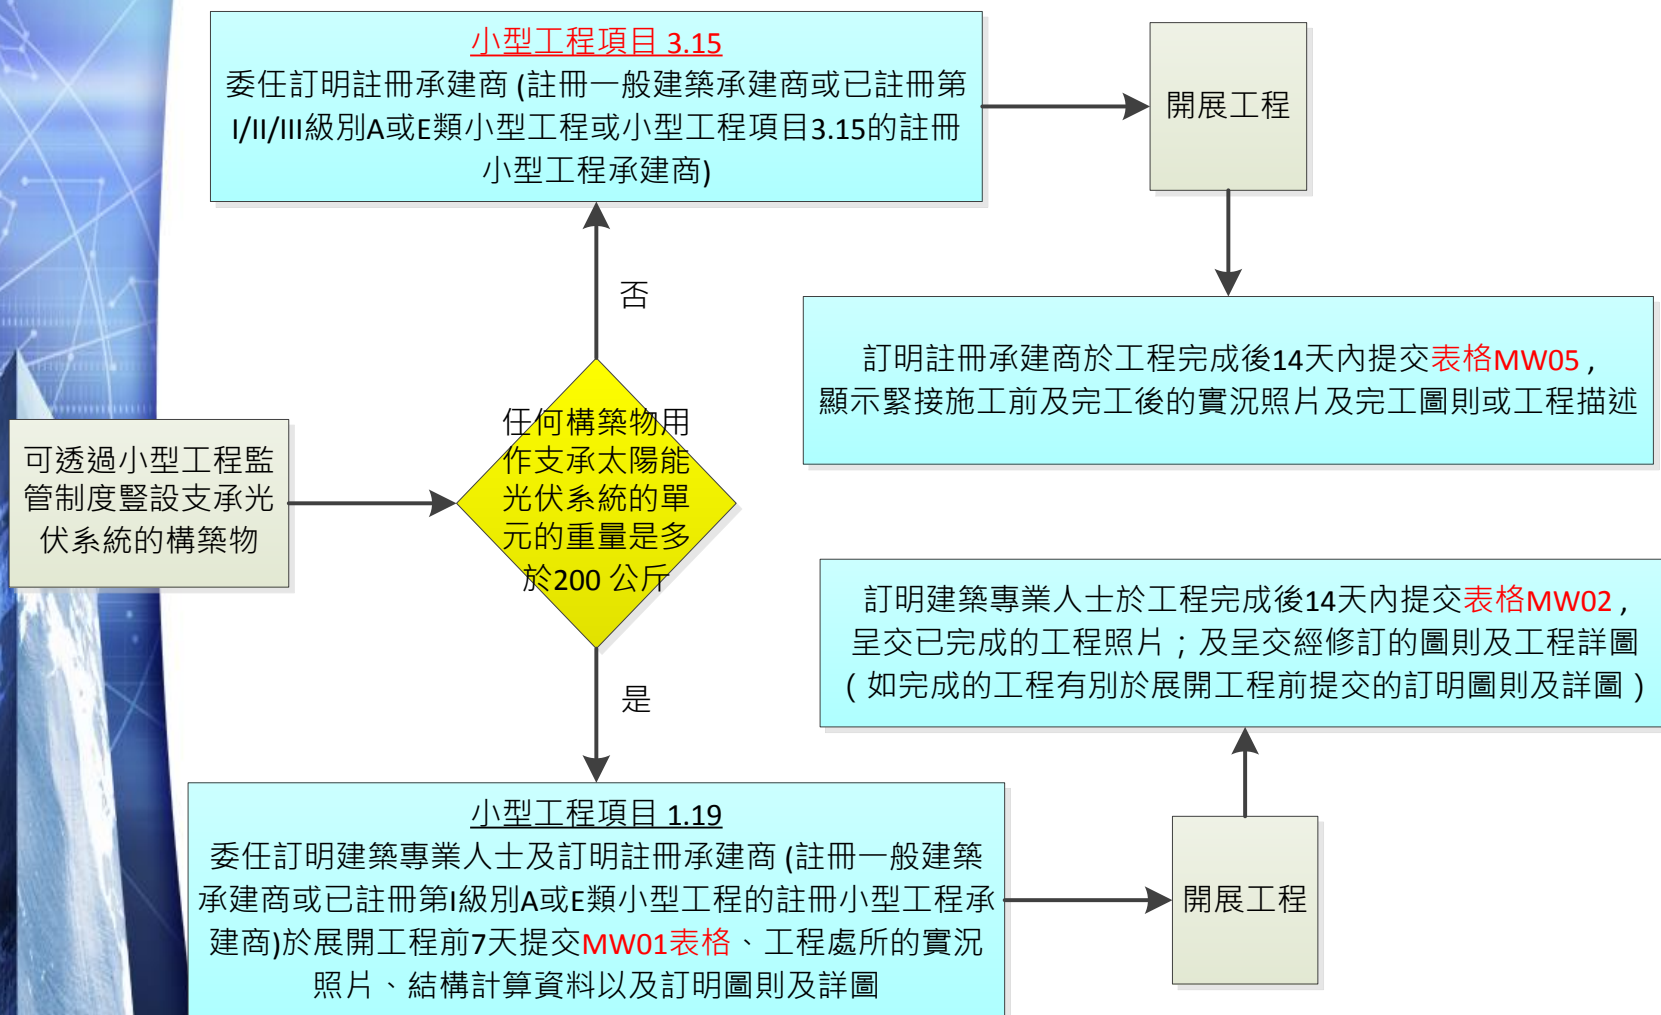 小型工程項目 3.15
委任訂明註冊承建商 (註冊一般建築承建商或已註冊第
I/II/III級別A或E類小型工程或小型工程項目3.15的註冊
小型工程承建商)
開展工程
否
訂明註冊承建商於工程完成後14天內提交表格MW05 ,
顯示緊接施工前及完工後的實況照片及完工圖則或工程描述
可透過小型工程監
管制度豎設支承光
伏系統的構築物
任何構築物用
作支承太陽能
光伏系統的單
元的重量是多
於200 公斤
訂明建築專業人士於工程完成後14天內提交表格MW02 ,
呈交已完成的工程照片；及呈交經修訂的圖則及工程詳圖
( 如完成的工程有別於展開工程前提交的訂明圖則及詳圖 )
是
小型工程項目 1.19
委任訂明建築專業人士及訂明註冊承建商 (註冊一般建築
承建商或已註冊第I級別A或E類小型工程的註冊小型工程承
建商)於展開工程前7天提交MW01表格、工程處所的實況
照片、結構計算資料以及訂明圖則及詳圖
開展工程